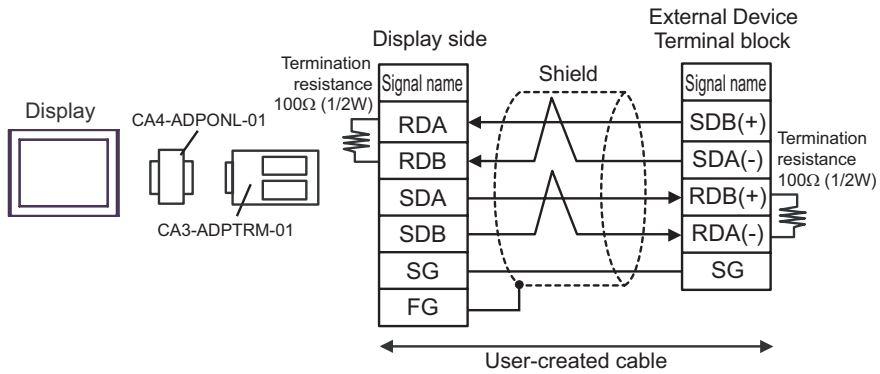 External Device
Terminal block
Display side
Termination
resistance
100Ω (1/2W)
Signal name
Shield
Signal name
Display
CA4-ADPONL-01
CA3-ADPTRM-01
RDA
SDB(+)
RDB
SDA(-)
Termination
resistance
100Ω (1/2W)
SDA
RDB(+)
SDB
RDA(-)
SG
SG
FG
User-created cable